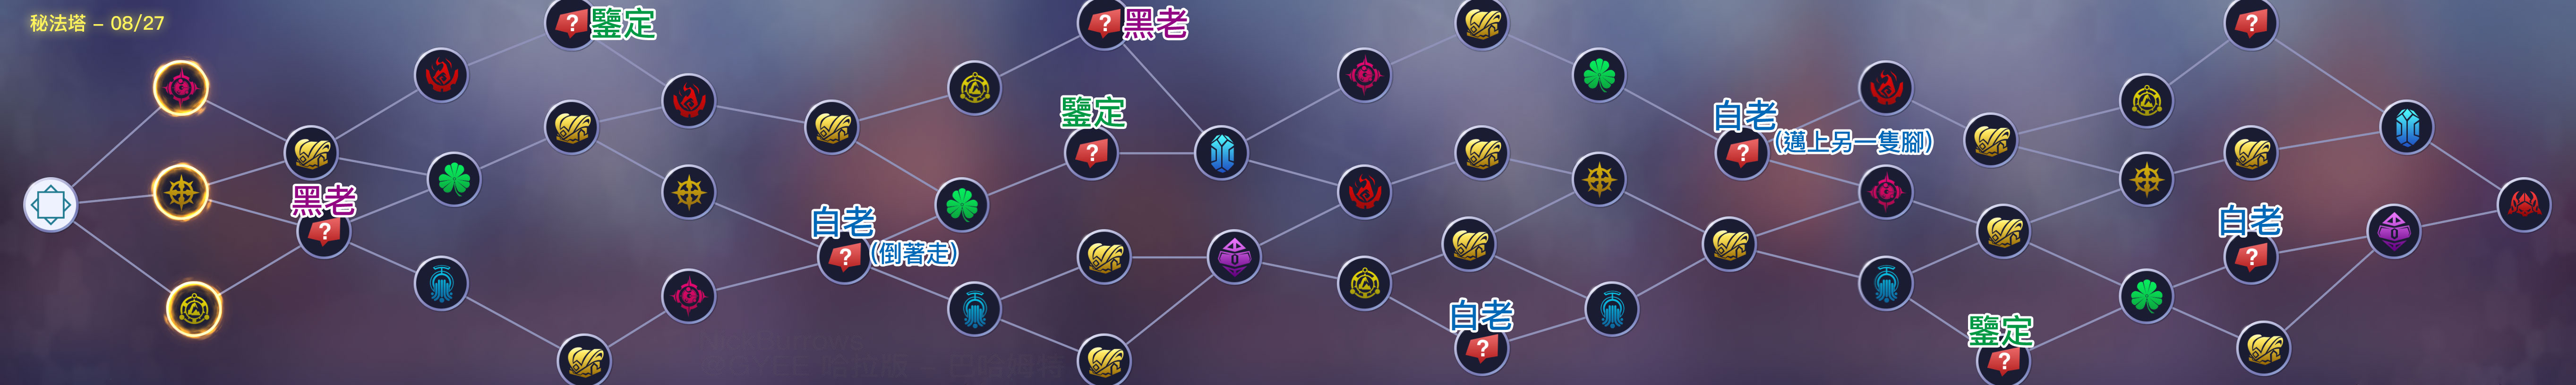 秘法塔 – 08/27
鑒定
黑老
鑒定
白老
(邁上另一隻腳)
黑老
白老
(倒著走)
白老
白老
鑒定